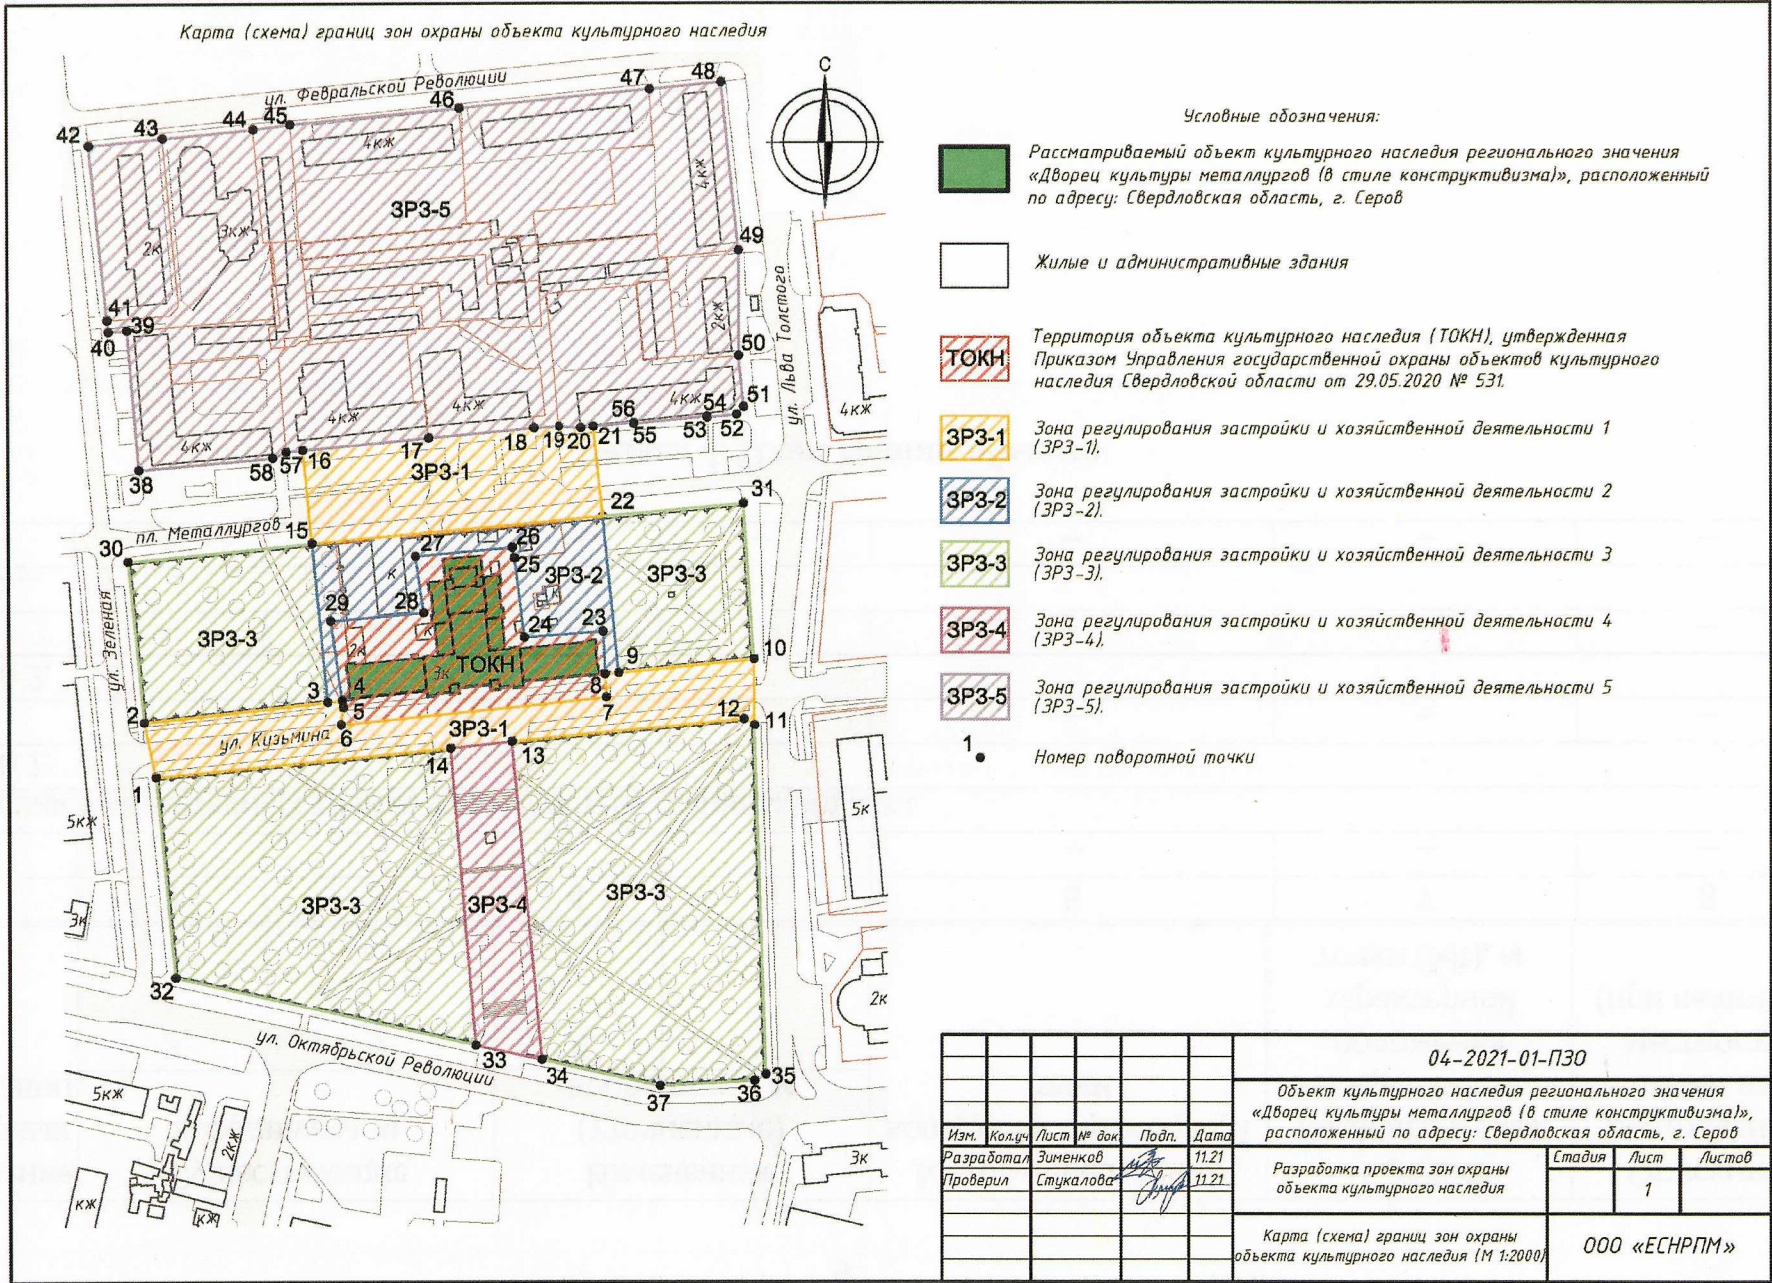 Карта (схема) границ зон охраны объекта культурного наследия
С
ул. Февральской Революции
42
43
44
45
46
47
48
4кж
4кж
ЗРЗ-5
2к
3кж
49
41
39
40
ул. Льва Толстого
2кж
50
51
4кж
54
56
53
52
55
4кж
4кж
4кж
4кж
18
19
20
21
17
16
57
58
38
ЗРЗ-1
31
22
пл. Металлургов
15
30
26
27
25
к
ЗРЗ-2
к
ЗРЗ-3
29
28
23
24
ул. Зеленая
ЗРЗ-3
к
2к
3к
ТОКН
10
9
8
3
4
5
7
2
6
12
11
ул. Кузьмина
ЗРЗ-1
14
13
1
5кж
5к
3к
ЗРЗ-3
ЗРЗ-4
ЗРЗ-3
32
2к
ул. Октябрьской Революции
33
34
35
36
37
5кж
2кж
3к
кж
кж
Условные обозначения:
Рассматриваемый объект культурного наследия регионального значения
«Дворец культуры металлургов (в стиле конструктивизма)», расположенный
по адресу: Свердловская область, г. Серов
Жилые и административные здания
ТОКН
Территория объекта культурного наследия (ТОКН), утвержденная
Приказом Управления государственной охраны объектов культурного
наследия Свердловской области от 29.05.2020 № 531.
ЗРЗ-1
Зона регулирования застройки и хозяйственной деятельности 1
(ЗРЗ-1).
ЗРЗ-2
Зона регулирования застройки и хозяйственной деятельности 2
(ЗРЗ-2).
ЗРЗ-3
Зона регулирования застройки и хозяйственной деятельности 3
(ЗРЗ-3).
ЗРЗ-4
Зона регулирования застройки и хозяйственной деятельности 4
(ЗРЗ-4).
ЗРЗ-5
Зона регулирования застройки и хозяйственной деятельности 5
(ЗРЗ-5).
1
Номер поворотной точки
04-2021-01-ПЗО
Объект культурного наследия регионального значения
«Дворец культуры металлургов (в стиле конструктивизма)»,
расположенный по адресу: Свердловская область, г. Серов
Изм. Кол.уч Лист № док. Подп. Дата
Разработал Зименков 11.21
Проверил Стукалова 11.21
Разработка проекта зон охраны
объекта культурного наследия
Стадия Лист Листов
1
Карта (схема) границ зон охраны
объекта культурного наследия (М 1:2000)
ООО «ЕСНРПМ»